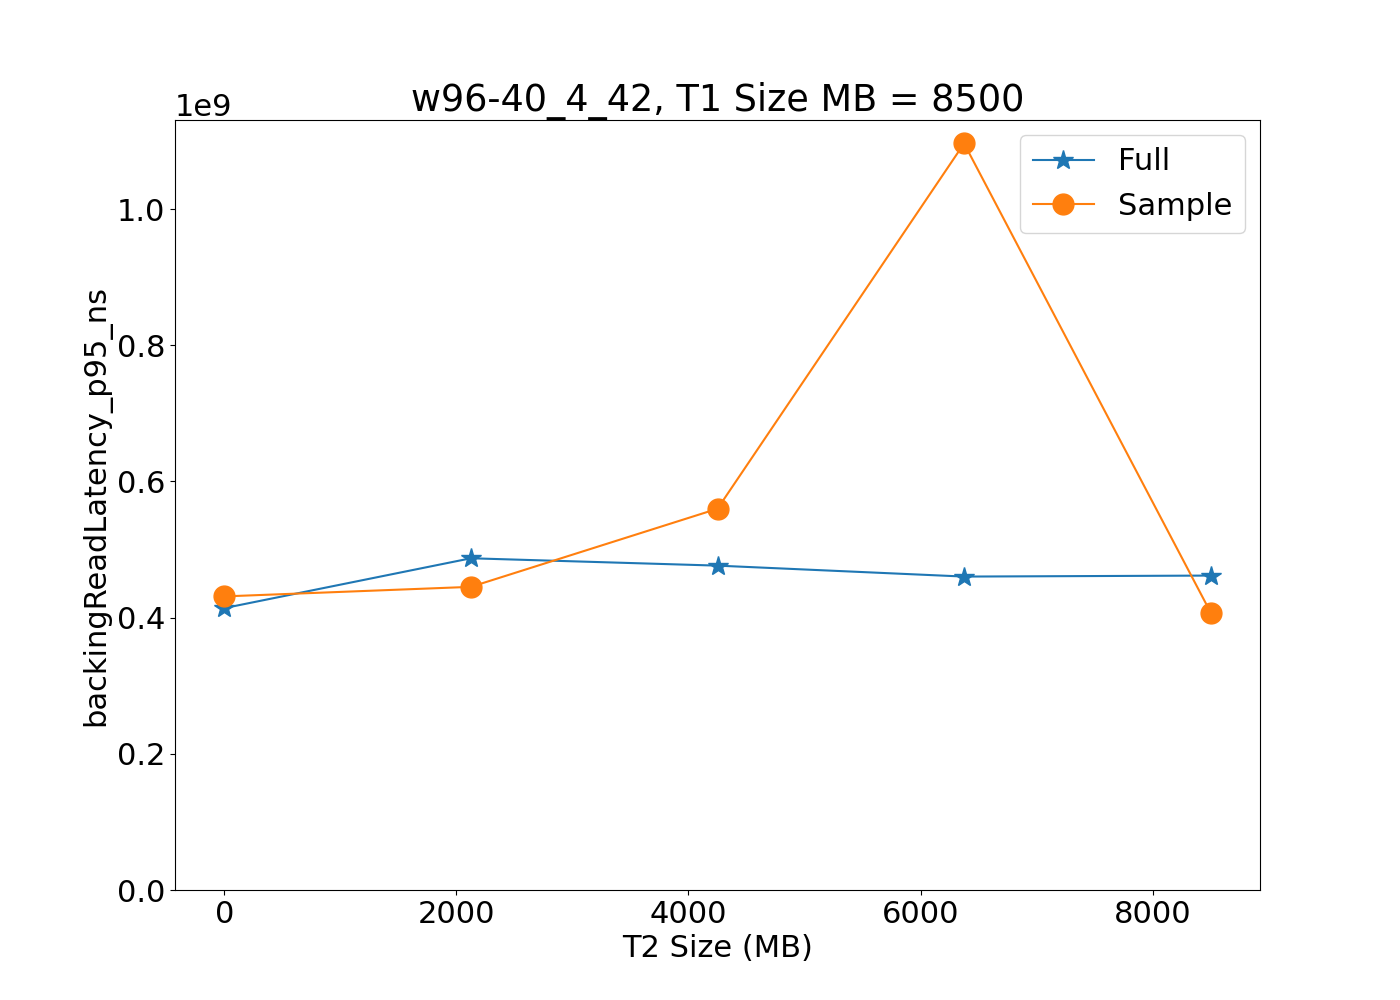 w96-40_4_42, T1 Size MB = 8500
1e9
Full
Sample
1.0
0.8
0.6
0.4
0.2
0.0
backingReadLatency_p95_ns
0 2000 4000 6000 8000
T2 Size (MB)